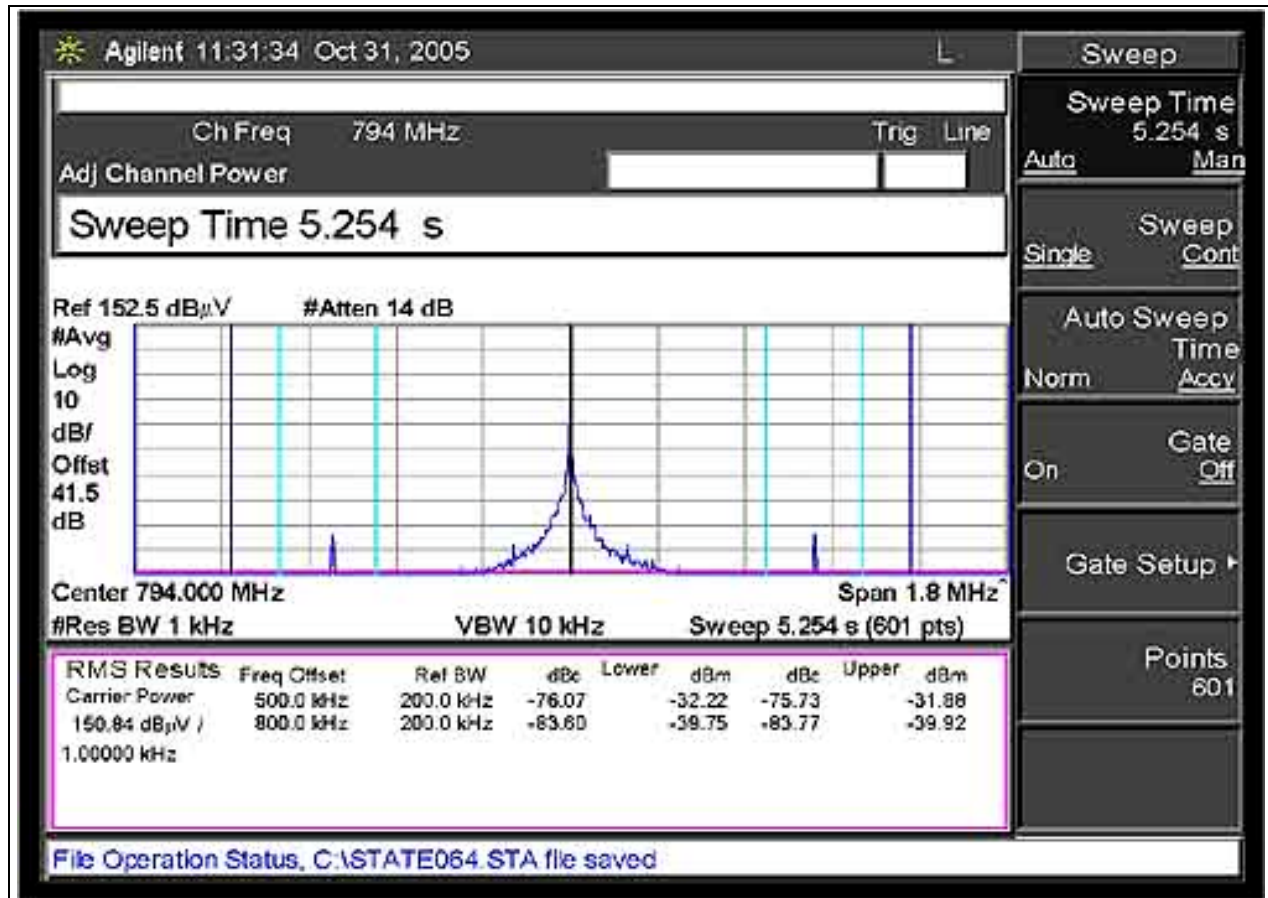 Agilent 11:31:34 Oct 31, 2005 L
Ch Freq 794 MHz Trig Line
Adj Channel Power
Sweep Time 5.254 s
Ref 152.5 dBµV #Atten 14 dB
#Avg
Log
10
dB/
Offst
41.5
dB
Center 794.000 MHz Span 1.8 MHz^
#Res BW 1 kHz VBW 10 kHz Sweep 5.254 s (601 pts)
RMS Results Freq Offset Ref BW dBc Lower dBm dBc Upper dBm
Carrier Power 500.0 kHz 200.0 kHz -76.07 -32.22 -75.73 -31.88
150.84 dBµV / 800.0 kHz 200.0 kHz -83.60 -39.75 -83.77 -39.92
1.00000 kHz
File Operation Status, C:\STATE064.STA file saved
Sweep
Sweep Time
5.254 s
Auto Man
Sweep
Single Cont
Auto Sweep
Time
Norm Accy
Gate
On Off
Gate Setup
Points
601